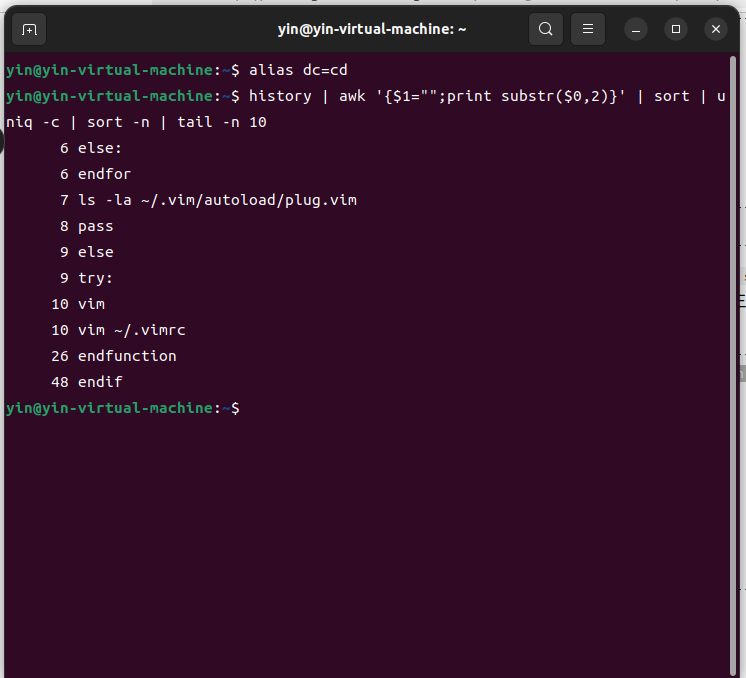 yin@yin-virtual-machine: ~
yin@yin-virtual-machine:~$ alias dc=cd
yin@yin-virtual-machine:~$ history | awk '{$1="";print substr($0,2)}' | sort | u
niq -c | sort -n | tail -n 10
      6 else:
      6 endfor
      7 ls -la ~/.vim/autoload/plug.vim
      8 pass
      9 else
      9 try:
     10 vim
     10 vim ~/.vimrc
     26 endfunction
     48 endif
yin@yin-virtual-machine:~$